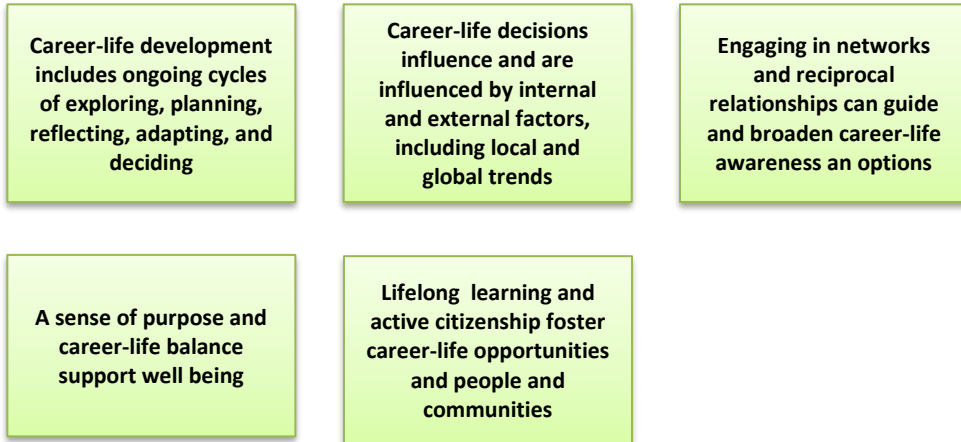 Career-life development
includes ongoing cycles
of exploring, planning,
reflecting, adapting, and
deciding
Career-life decisions
influence and are
influenced by internal
and external factors,
including local and
global trends
Engaging in networks
and reciprocal
relationships can guide
and broaden career-life
awareness an options
A sense of purpose and
career-life balance
support well being
Lifelong  learning and
active citizenship foster
career-life opportunities
and people and
communities